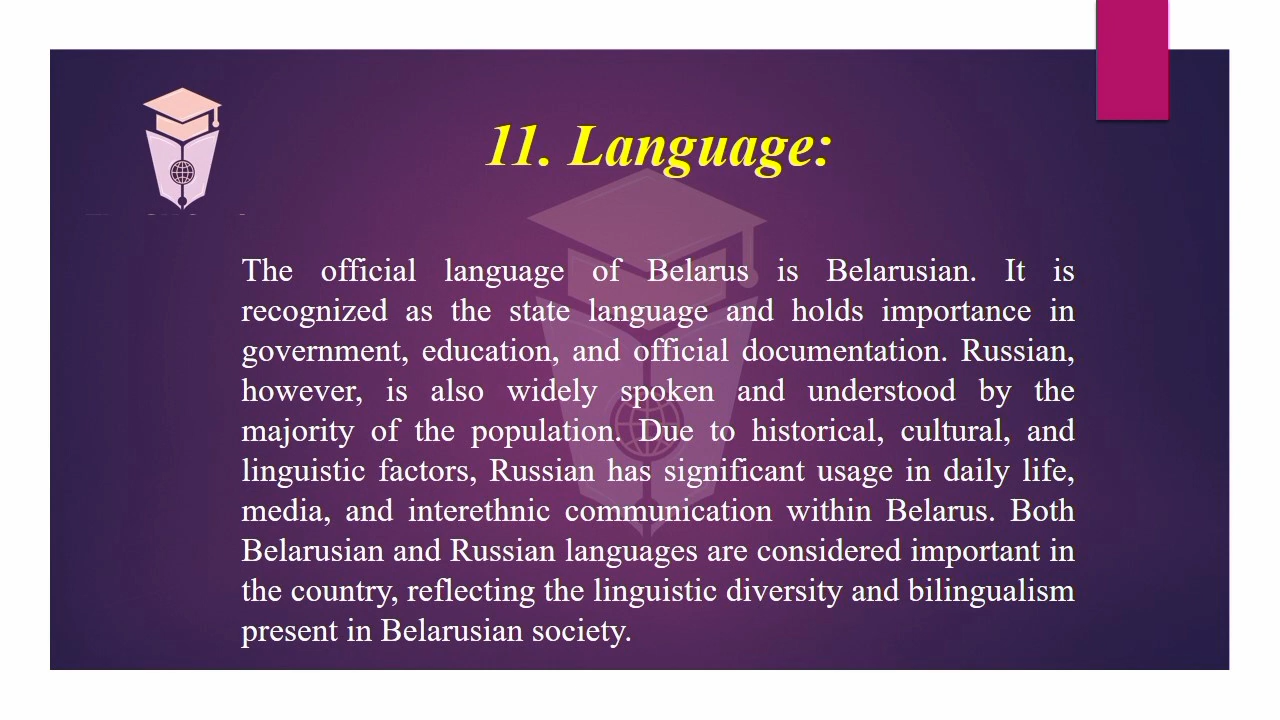 11. Language:
The official language of Belarus is Belarusian. It is
recognized as the state language and holds importance in
government, education, and official documentation. Russian,
however, is also widely spoken and understood by the
majority of the population. Due to historical, cultural, and
linguistic factors, Russian has significant usage in daily life,
media, and interethnic communication within Belarus. Both
Belarusian and Russian languages are considered important in
the country, reflecting the linguistic diversity and bilingualism
present in Belarusian society.